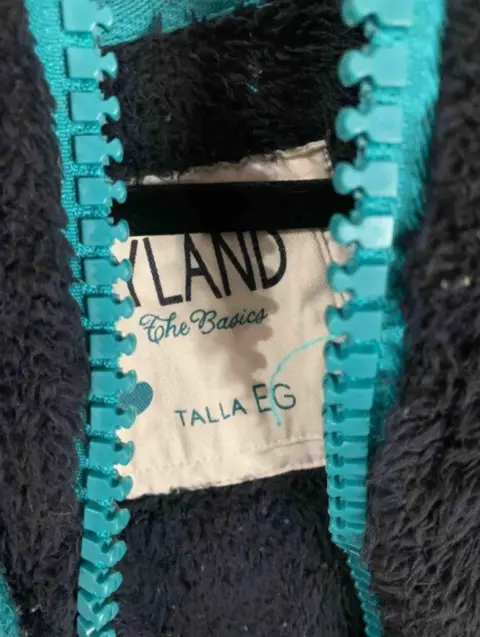 YLAND
The Basics
TALLA EG